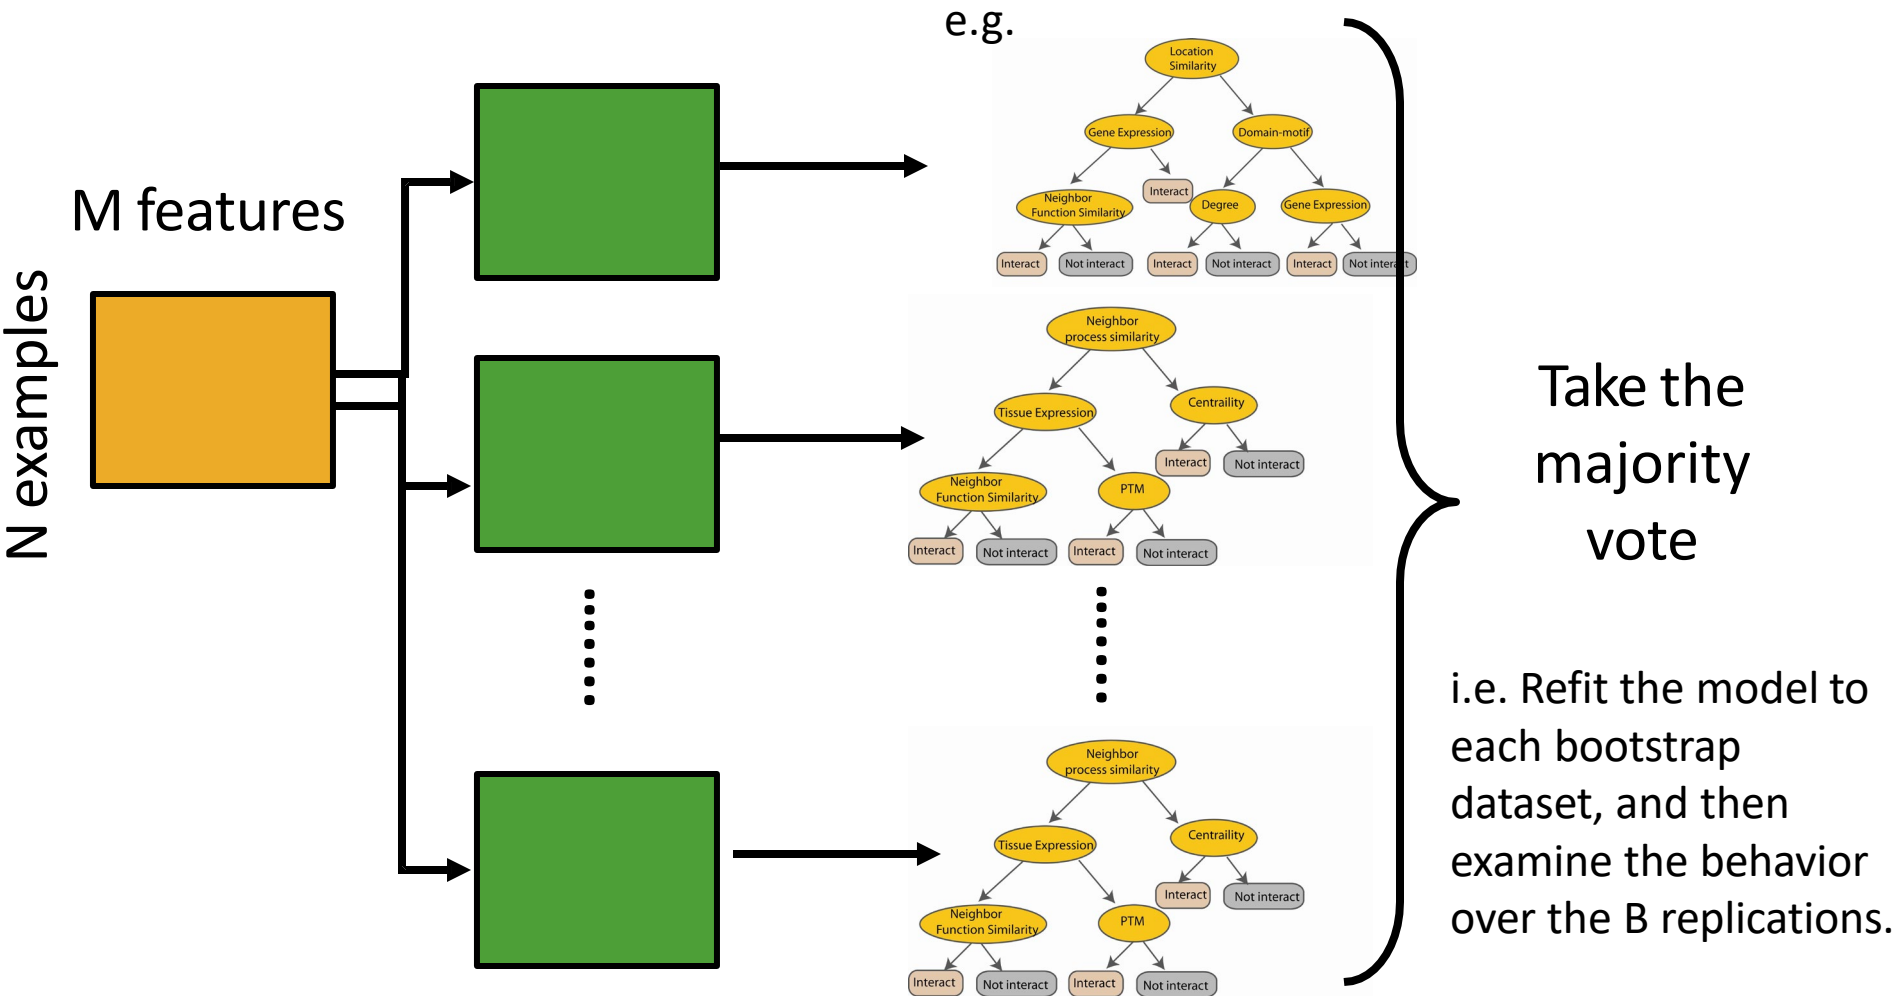 e.g.
M features
N examples
Location
Similarity
Gene Expression
Domain-motif
Interact
Neighbor
Function Similarity
Degree
Gene Expression
Interact
Not interact
Interact
Not interact
Interact
Not interact
Neighbor
process similarity
Tissue Expression
Centraility
Interact
Not interact
Neighbor
Function Similarity
PTM
Interact
Not interact
Interact
Not interact
Neighbor
process similarity
Tissue Expression
Centraility
Interact
Not interact
Neighbor
Function Similarity
PTM
Interact
Not interact
Interact
Not interact
Take the
majority
vote
i.e. Refit the model to
each bootstrap
dataset, and then
examine the behavior
over the B replications.